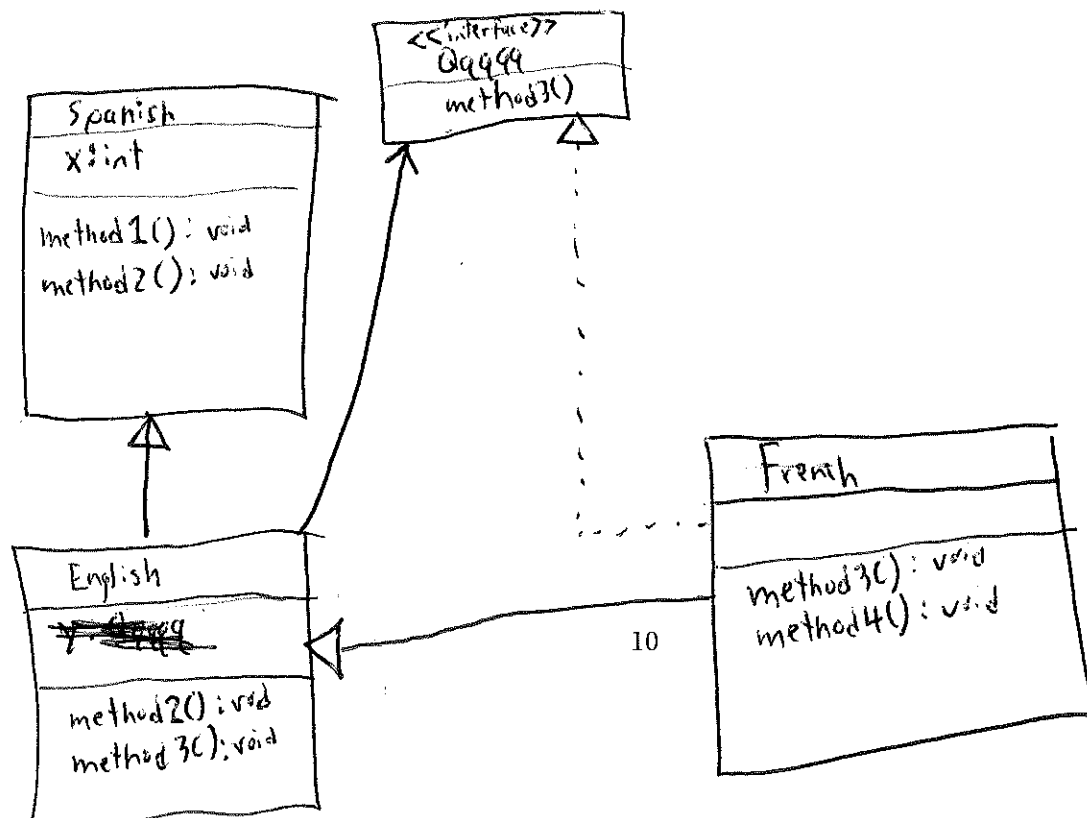 <<interface>>
Qqqqq
method3()
Spanish
x:int
method1(): void
method2(): void
English
method2(): void
method3(): void
French
method3(): void
method4(): void
10